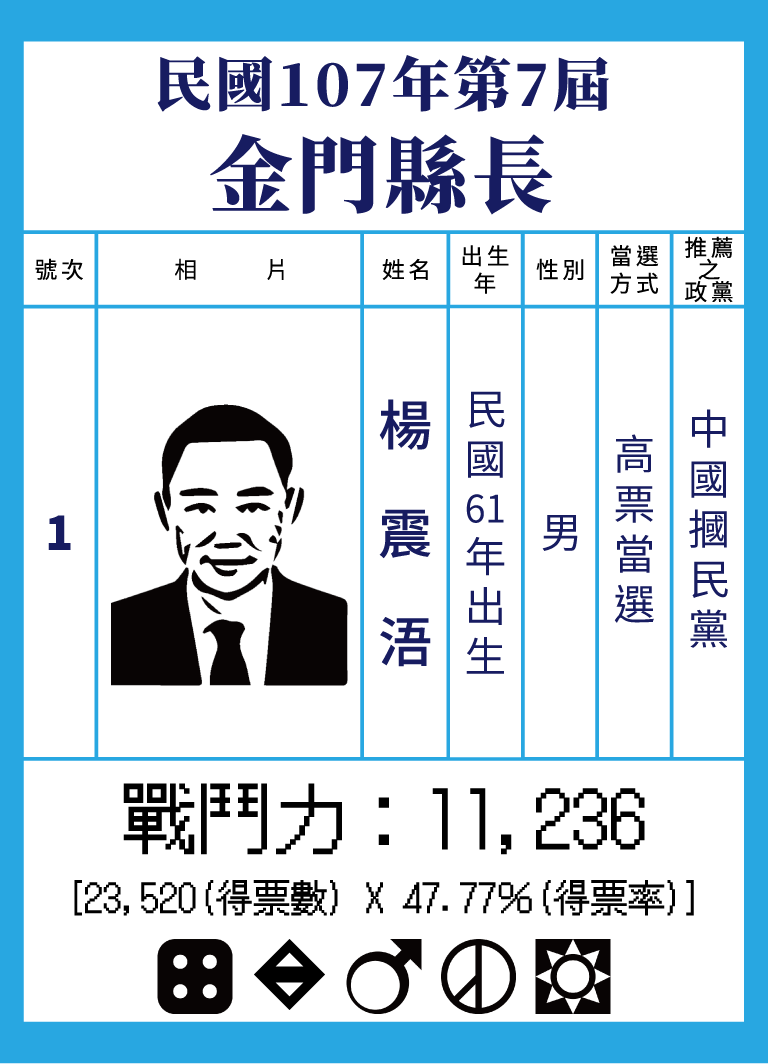 民國107年第7屆
金門縣長
號次
相片
姓名
出生
年
性別
當選
方式
推薦
之
政黨
1
楊震浯
民國61年出生
男
高票當選
中國摑民黨
戰鬥力：11,236
[23,520(得票數) X 47.77%(得票率)]